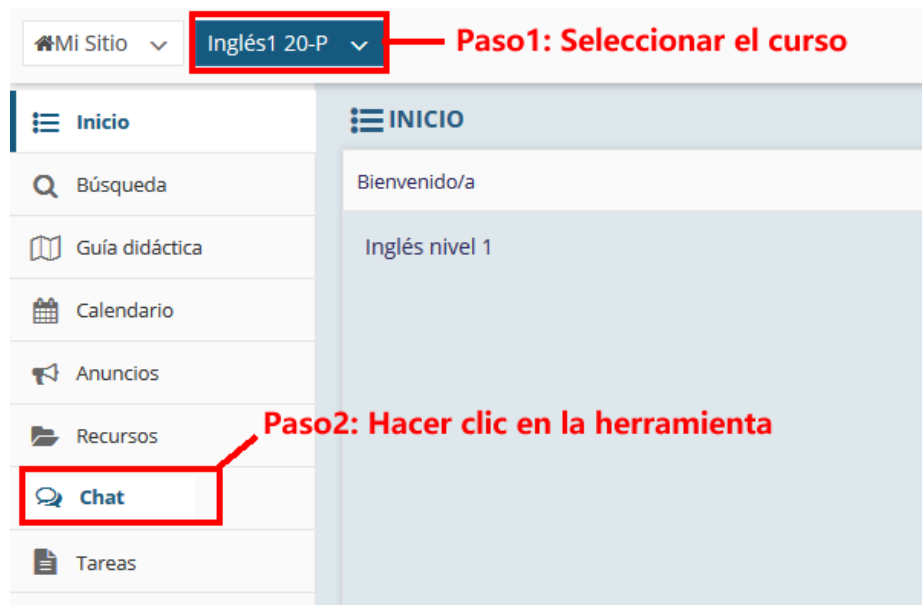 Mi Sitio
Inglés1 20-P
Paso1: Seleccionar el curso
Inicio
INICIO
Búsqueda
Bienvenido/a
Guía didáctica
Inglés nivel 1
Calendario
Anuncios
Recursos
Paso2: Hacer clic en la herramienta
Chat
Tareas